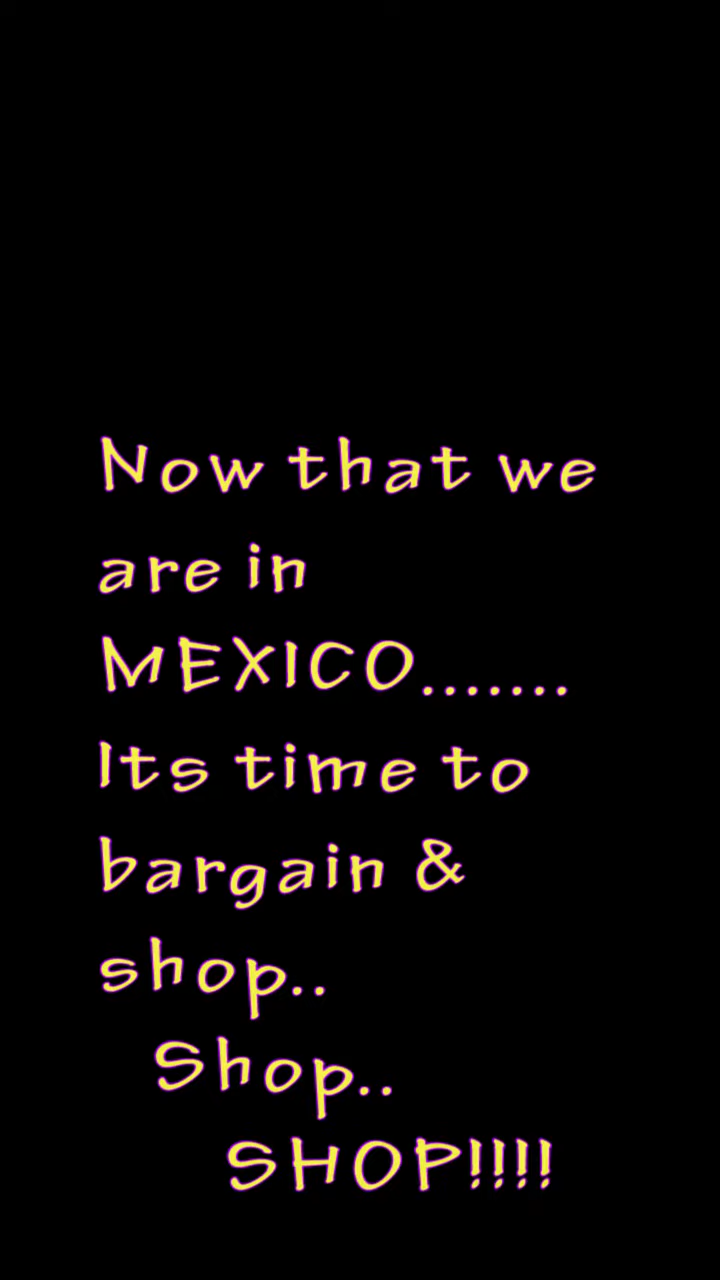 Now that we
are in
MEXICO.......
Its time to
bargain &
shop..
Shop..
SHOP!!!!